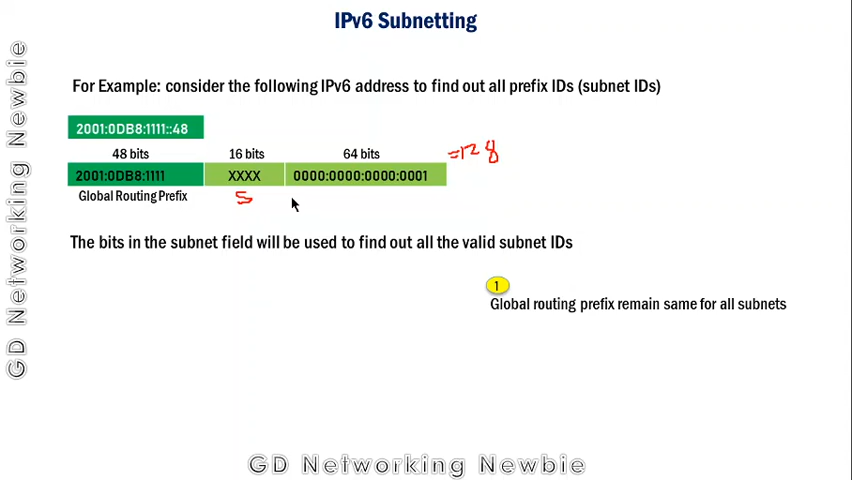 IPv6 Subnetting
GD Networking Newbie
For Example: consider the following IPv6 address to find out all prefix IDs (subnet IDs)
2001:0DB8:1111::48
48 bits 16 bits 64 bits =128
2001:0DB8:1111 XXXX 0000:0000:0000:0001
Global Routing Prefix S
The bits in the subnet field will be used to find out all the valid subnet IDs
1
Global routing prefix remain same for all subnets
GD Networking Newbie